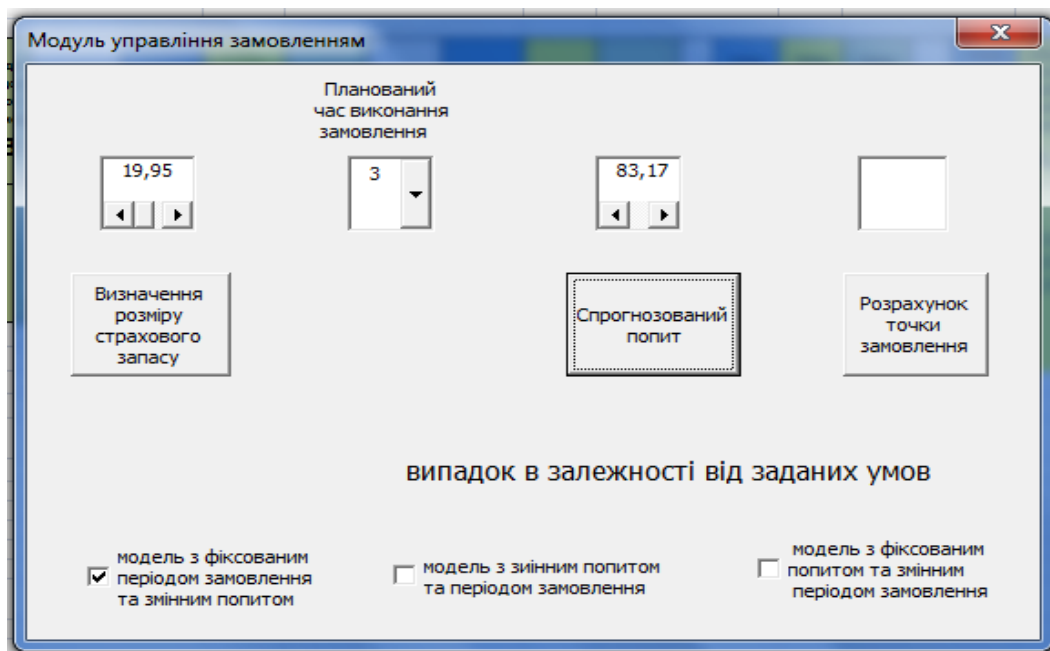 Модуль управління замовленням
Планований
час виконання
замовлення
19,95
3
83,17
Визначення
розміру
страхового
запасу
Спрогнозований
попит
Розрахунок
точки
замовлення
випадок в залежності від заданих умов
модель з фіксованим
періодом замовлення
та змінним попитом
модель з зиінним попитом
та періодом замовлення
модель з фіксованим
попитом та змінним
періодом замовлення